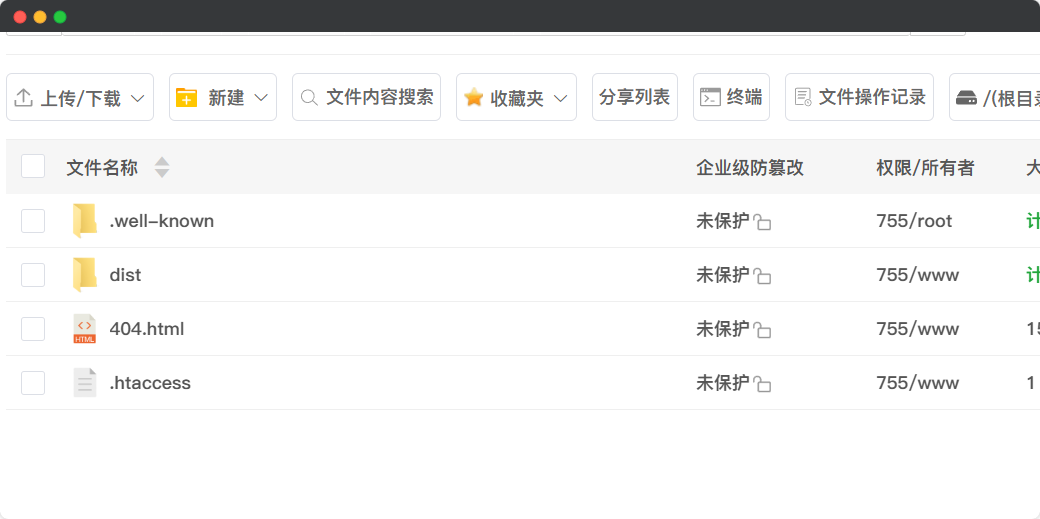 上传/下载 新建 文件内容搜索 收藏夹 分享列表 终端 文件操作记录 /(根目录
文件名称 企业级防篡改 权限/所有者 大
.well-known 未保护 755/root 计
dist 未保护 755/www 计
HTML 404.html 未保护 755/www 15
.htaccess 未保护 755/www 1